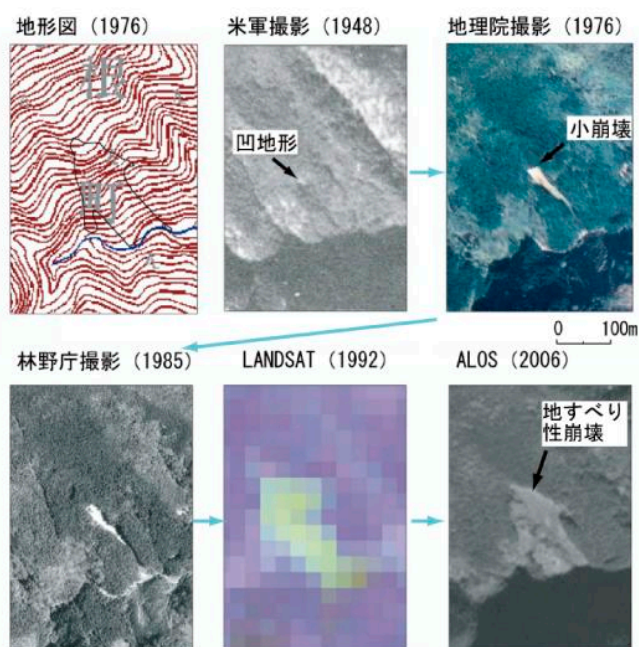 地形図 (1976)
米軍撮影 (1948)
地理院撮影 (1976)
根
町
凹地形
小崩壊
0 100m
林野庁撮影 (1985)
LANDSAT (1992)
ALOS (2006)
地すべり
性崩壊